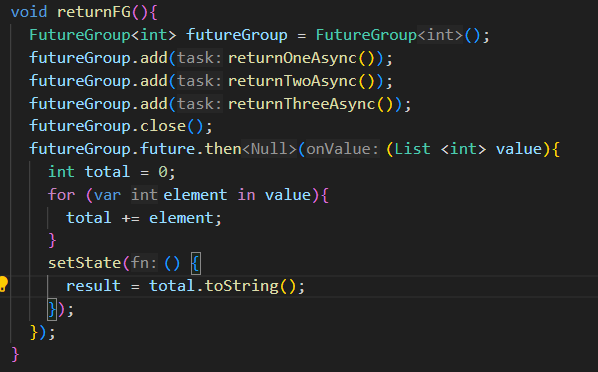 void returnFG(){
FutureGroup<int> futureGroup = FutureGroup<int>();
futureGroup.add(task: returnOneAsync());
futureGroup.add(task: returnTwoAsync());
futureGroup.add(task: returnThreeAsync());
futureGroup.close();
futureGroup.future.then<Null>(onValue: (List <int> value){
int total = 0;
for (var int element in value){
total += element;
}
setState(fn: () {
result = total.toString();
});
});
}